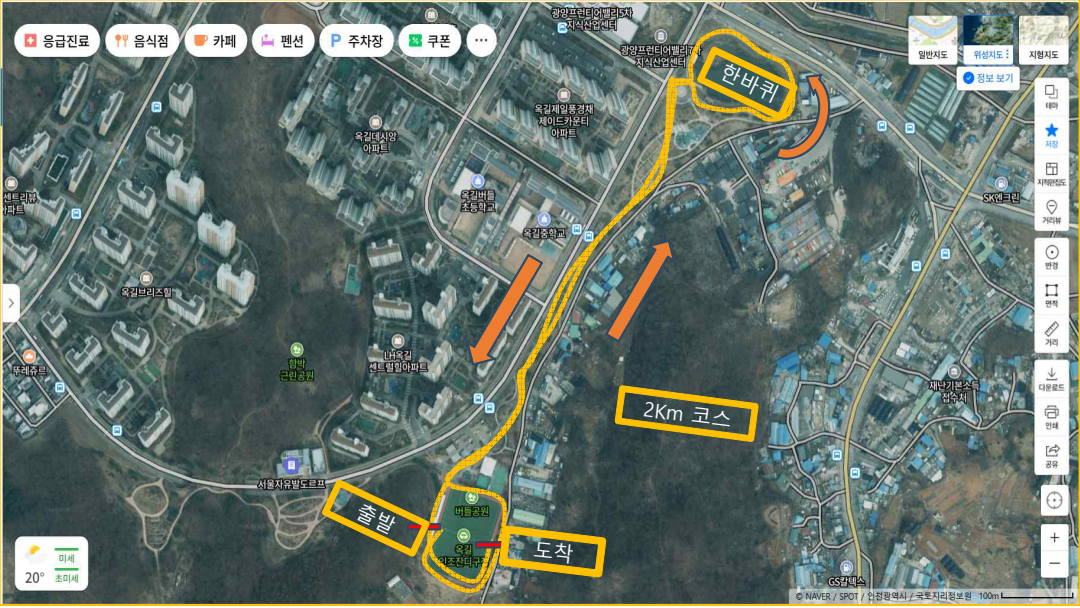 응급진료
음식점
카페
펜션
주차장
쿠폰
광양프런티어밸리5차
지식산업센터
광양프런티어밸리7차
지식산업센터
일반지도
위성지도
지형지도
정보 보기
한바퀴
옥길제일풍경채
제이드카운티
아파트
옥길데시앙
아파트
테마
저장
지적편집도
거리뷰
센트리뷰
아파트
옥길버들
초등학교
SK엔크린
옥길중학교
반경
면적
거리
옥길브리즈힐
LH옥길
센트럴힐아파트
함박
근린공원
뚜레쥬르
재난기본소득
접수처
다운로드
인쇄
공유
2Km 코스
서울자유발도르프
출발
버들공원
옥길
도착
미세
초미세
20°
GS칼텍스
© NAVER / SPOT / 인천광역시 / 국토지리정보원
100m